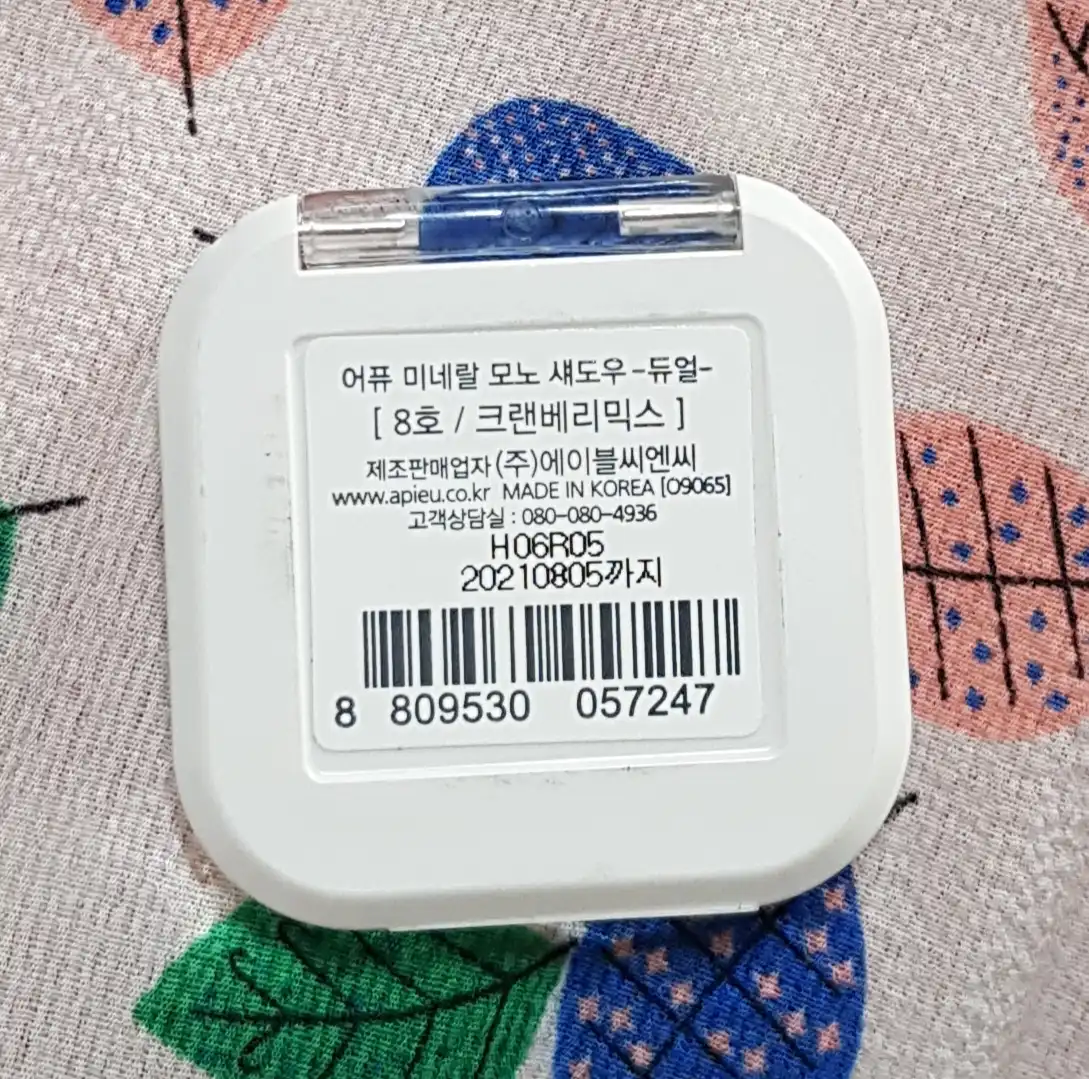 어퓨 미네랄 모노 섀도우-듀얼-
[ 8호 / 크랜베리믹스 ]
제조판매업자 (주)에이블씨엔씨
www.apieu.co.kr MADE IN KOREA [O9065]
고객상담실 : 080-080-4936
H06R05
20210805까지
8 809530 057247